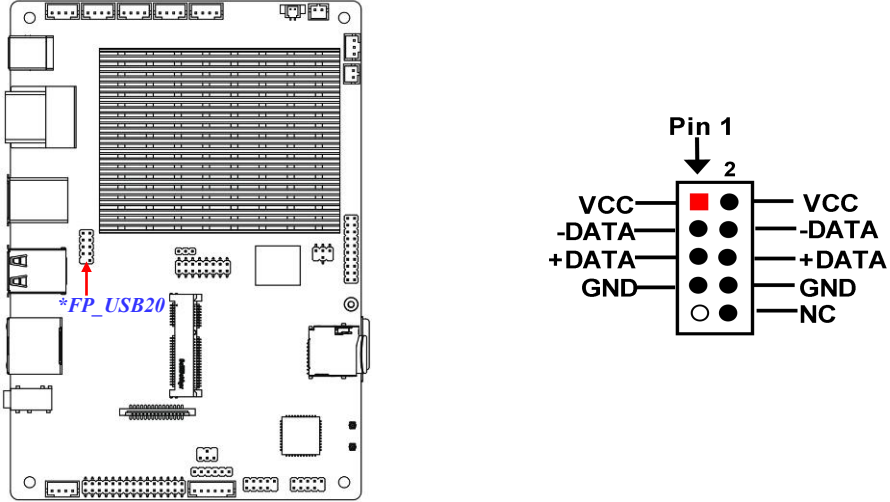 *FP_USB20
Pin 1
2
VCC VCC
-DATA -DATA
+DATA +DATA
GND GND
NC